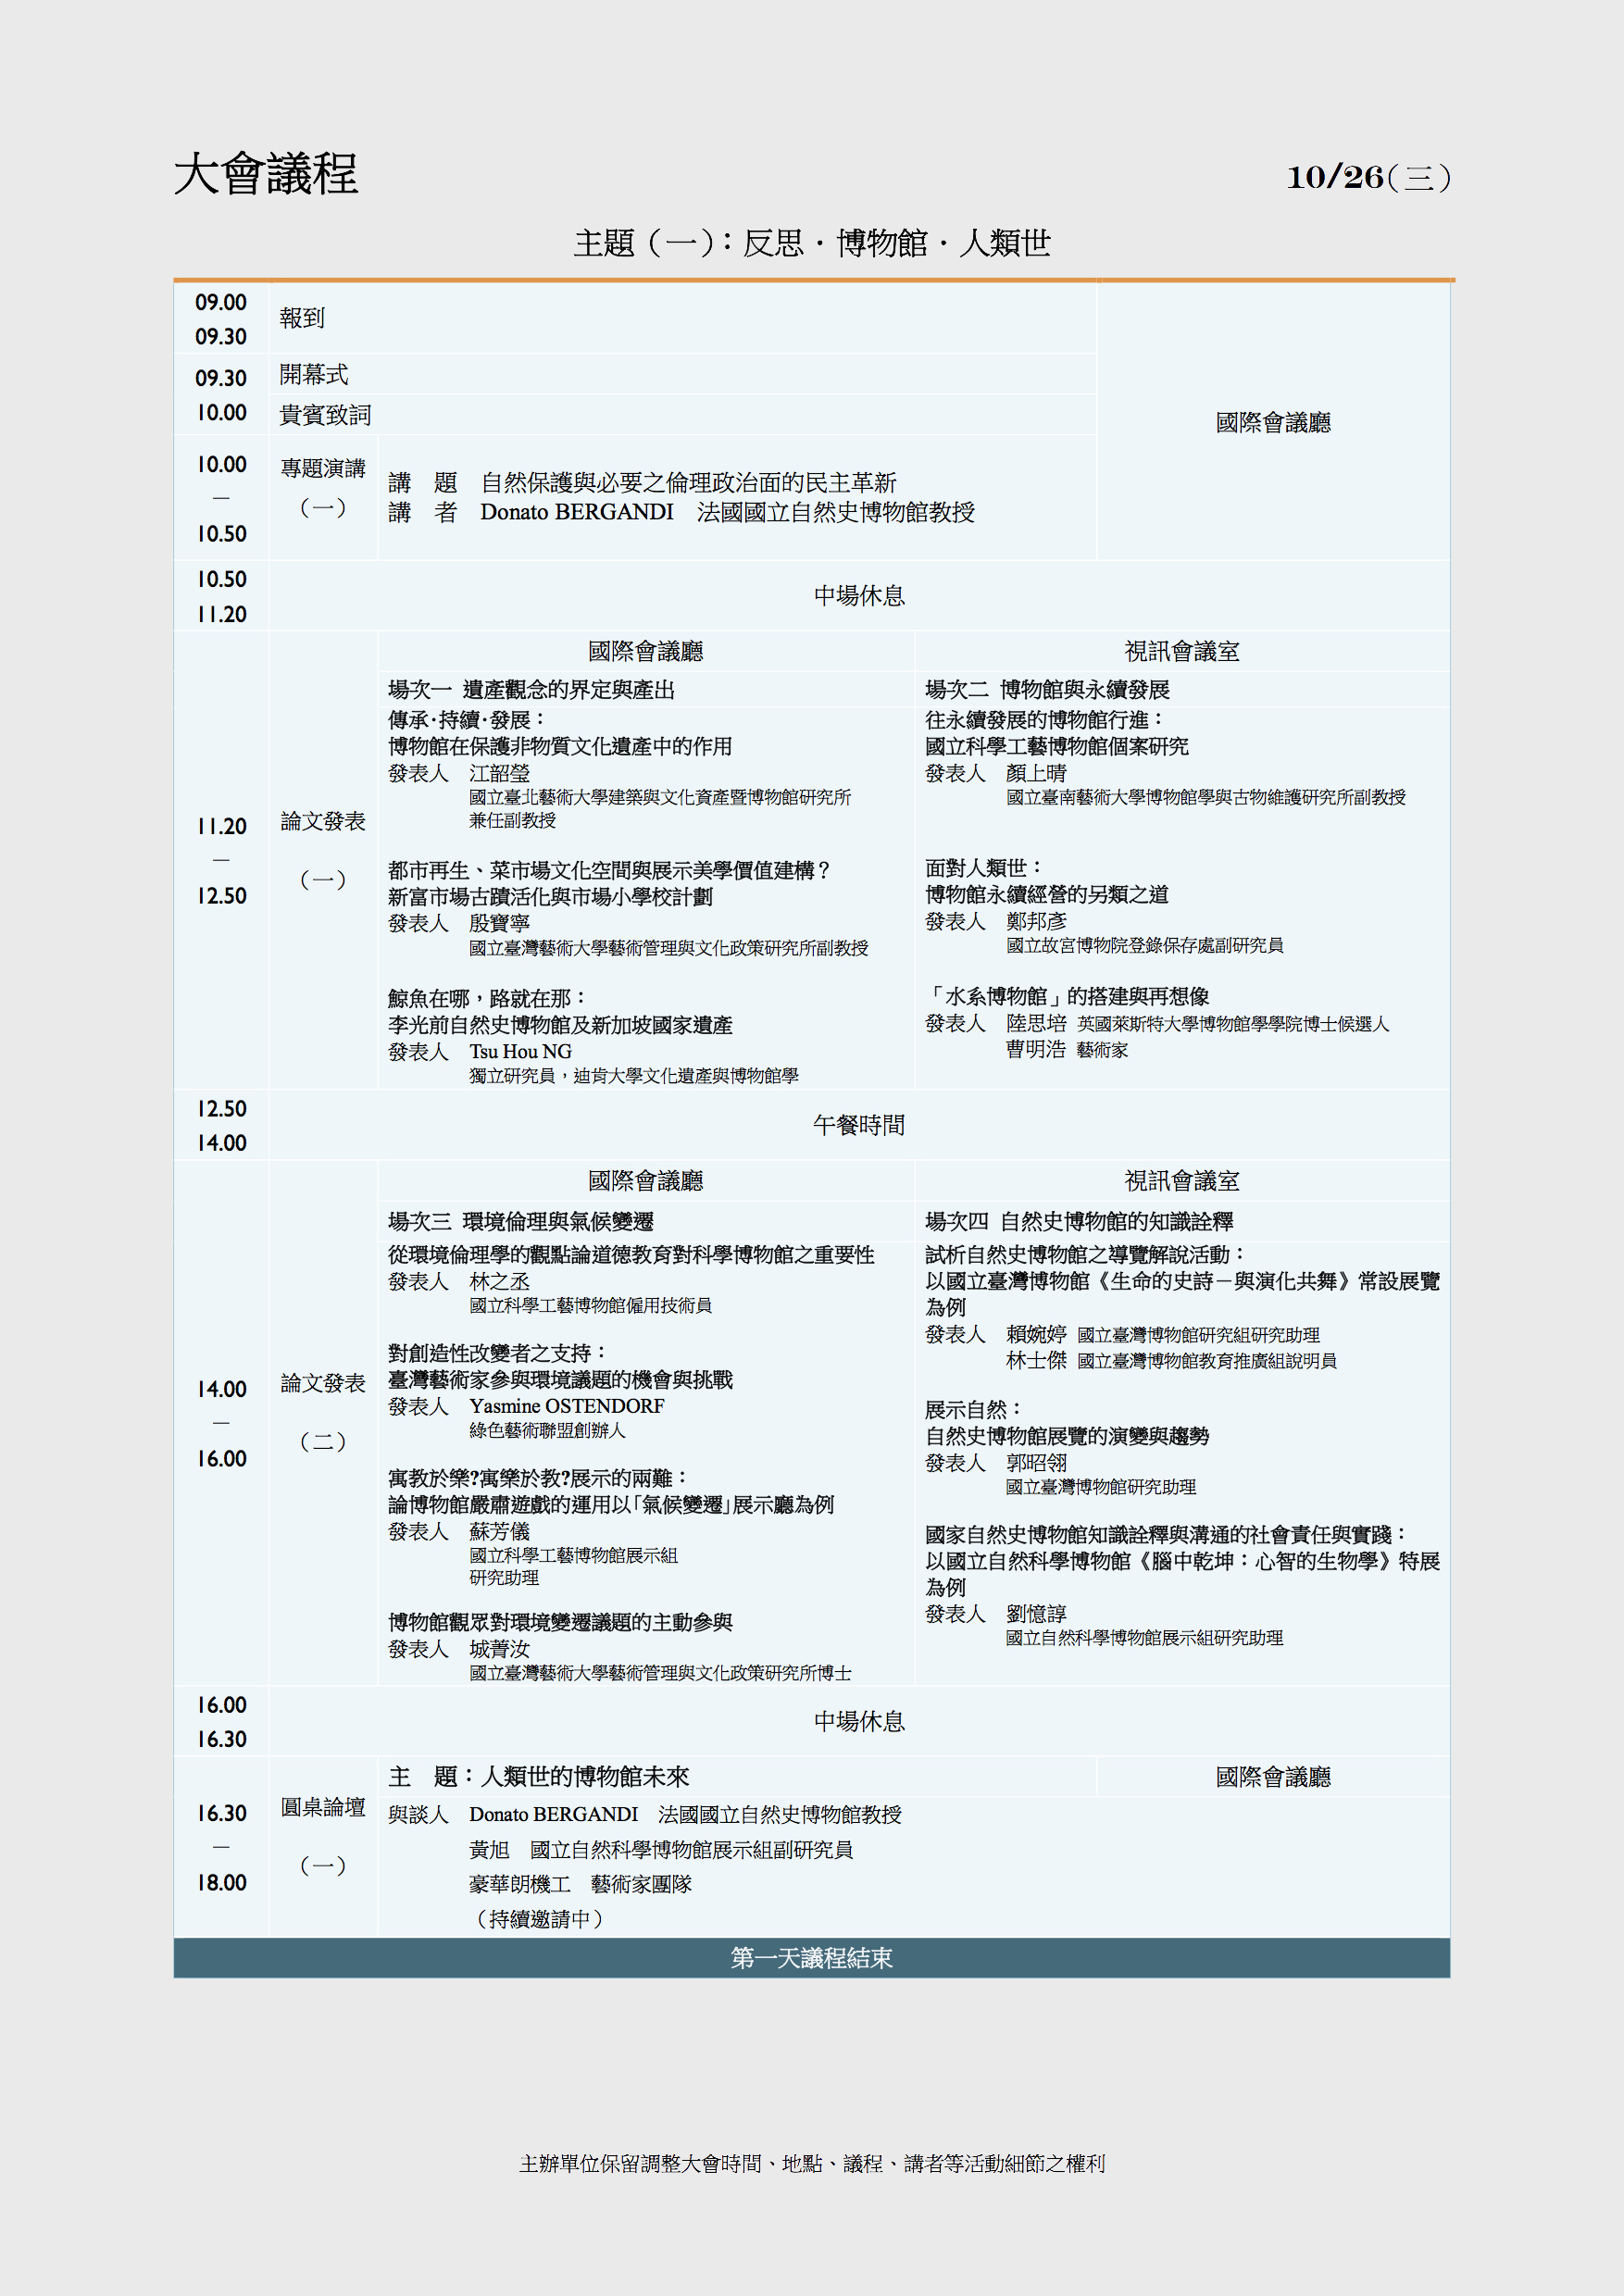 大會議程
10/26(三)
主題(一):反思・博物館・人類世
09.00
09.30
報到
國際會議廳
09.30
10.00
開幕式
貴賓致詞
10.00
—
10.50
專題演講
(一)
講 題 自然保護與必要之倫理政治面的民主革新
講 者 Donato BERGANDI 法國國立自然史博物館教授
10.50
11.20
中場休息
11.20
—
12.50
論文發表
(一)
國際會議廳
場次一 遺產觀念的界定與產出
傳承・持續・發展:
博物館在保護非物質文化遺產中的作用
發表人 江韶瑩
國立臺北藝術大學建築與文化資產暨博物館研究所
兼任副教授
都市再生、菜市場文化空間與展示美學價值建構?
新富市場古蹟活化與市場小學校計劃
發表人 殷寶寧
國立臺灣藝術大學藝術管理與文化政策研究所副教授
鯨魚在哪,路就在那:
李光前自然史博物館及新加坡國家遺產
發表人 Tsu Hou NG
獨立研究員,迪肯大學文化遺產與博物館學
視訊會議室
場次二 博物館與永續發展
往永續發展的博物館行進:
國立科學工藝博物館個案研究
發表人 顏上晴
國立臺南藝術大學博物館學與古物維護研究所副教授
面對人類世:
博物館永續經營的另類之道
發表人 鄭邦彥
國立故宮博物院登錄保存處副研究員
「水系博物館」的搭建與再想像
發表人 陸思培 英國萊斯特大學博物館學學院博士候選人
曹明浩 藝術家
12.50
14.00
午餐時間
14.00
—
16.00
論文發表
(二)
國際會議廳
場次三 環境倫理與氣候變遷
從環境倫理學的觀點論道德教育對科學博物館之重要性
發表人 林之丞
國立科學工藝博物館僱用技術員
對創造性改變者之支持:
臺灣藝術家參與環境議題的機會與挑戰
發表人 Yasmine OSTENDORF
綠色藝術聯盟創辦人
寓教於樂?寓樂於教?展示的兩難:
論博物館嚴肅遊戲的運用以「氣候變遷」展示廳為例
發表人 蘇芳儀
國立科學工藝博物館展示組
研究助理
博物館觀眾對環境變遷議題的主動參與
發表人 城菁汝
國立臺灣藝術大學藝術管理與文化政策研究所博士
視訊會議室
場次四 自然史博物館的知識詮釋
試析自然史博物館之導覽解說活動:
以國立臺灣博物館《生命的史詩－與演化共舞》常設展覽
為例
發表人 賴婉婷 國立臺灣博物館研究組研究助理
林士傑 國立臺灣博物館教育推廣組說明員
展示自然:
自然史博物館展覽的演變與趨勢
發表人 郭昭翎
國立臺灣博物館研究助理
國家自然史博物館知識詮釋與溝通的社會責任與實踐:
以國立自然科學博物館《腦中乾坤:心智的生物學》特展
為例
發表人 劉憶諄
國立自然科學博物館展示組研究助理
16.00
16.30
中場休息
16.30
—
18.00
圓桌論壇
(一)
主 題:人類世的博物館未來
國際會議廳
與談人 Donato BERGANDI 法國國立自然史博物館教授
黃旭 國立自然科學博物館展示組副研究員
豪華朗機工 藝術家團隊
(持續邀請中)
第一天議程結束
主辦單位保留調整大會時間、地點、議程、講者等活動細節之權利